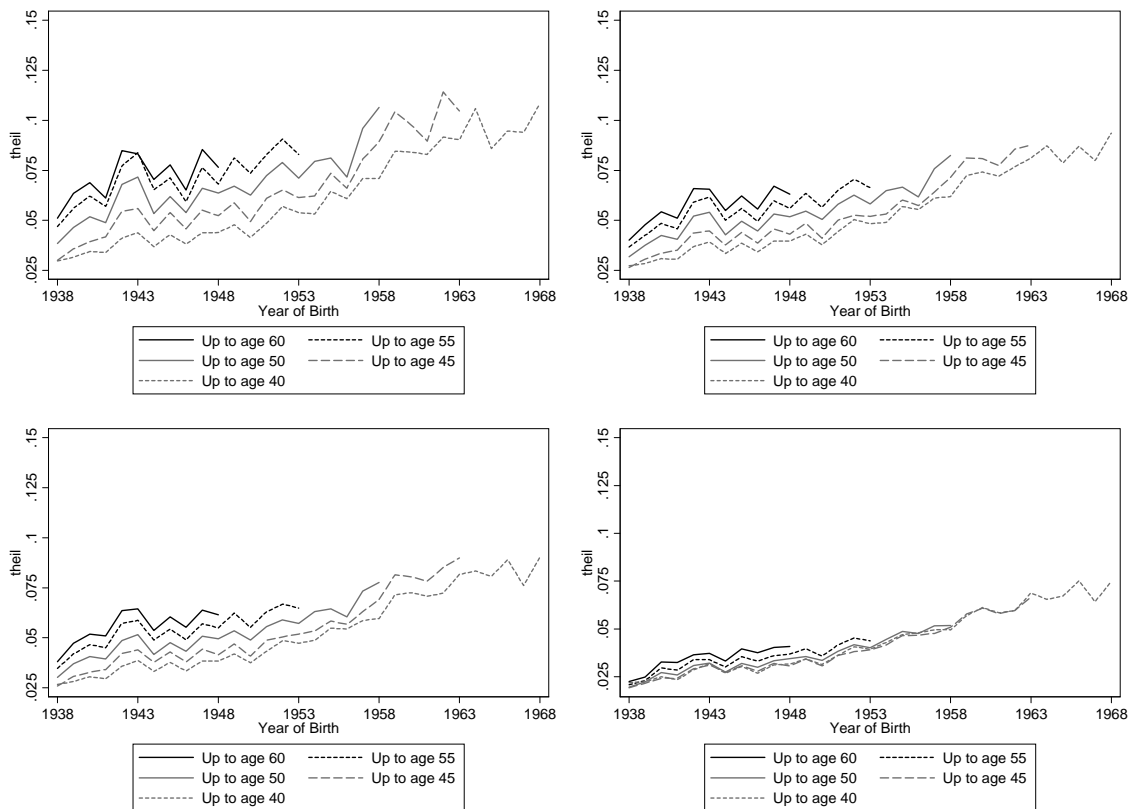 .15
.125
.1
.075
.05
.025
theil
1938 1943 1948 1953 1958 1963 1968
Year of Birth
Up to age 60 Up to age 55
Up to age 50 Up to age 45
Up to age 40
.15
.125
.1
.075
.05
.025
theil
1938 1943 1948 1953 1958 1963 1968
Year of Birth
Up to age 60 Up to age 55
Up to age 50 Up to age 45
Up to age 40
.15
.125
.1
.075
.05
.025
theil
1938 1943 1948 1953 1958 1963 1968
Year of Birth
Up to age 60 Up to age 55
Up to age 50 Up to age 45
Up to age 40
.15
.125
.1
.075
.05
.025
theil
1938 1943 1948 1953 1958 1963 1968
Year of Birth
Up to age 60 Up to age 55
Up to age 50 Up to age 45
Up to age 40